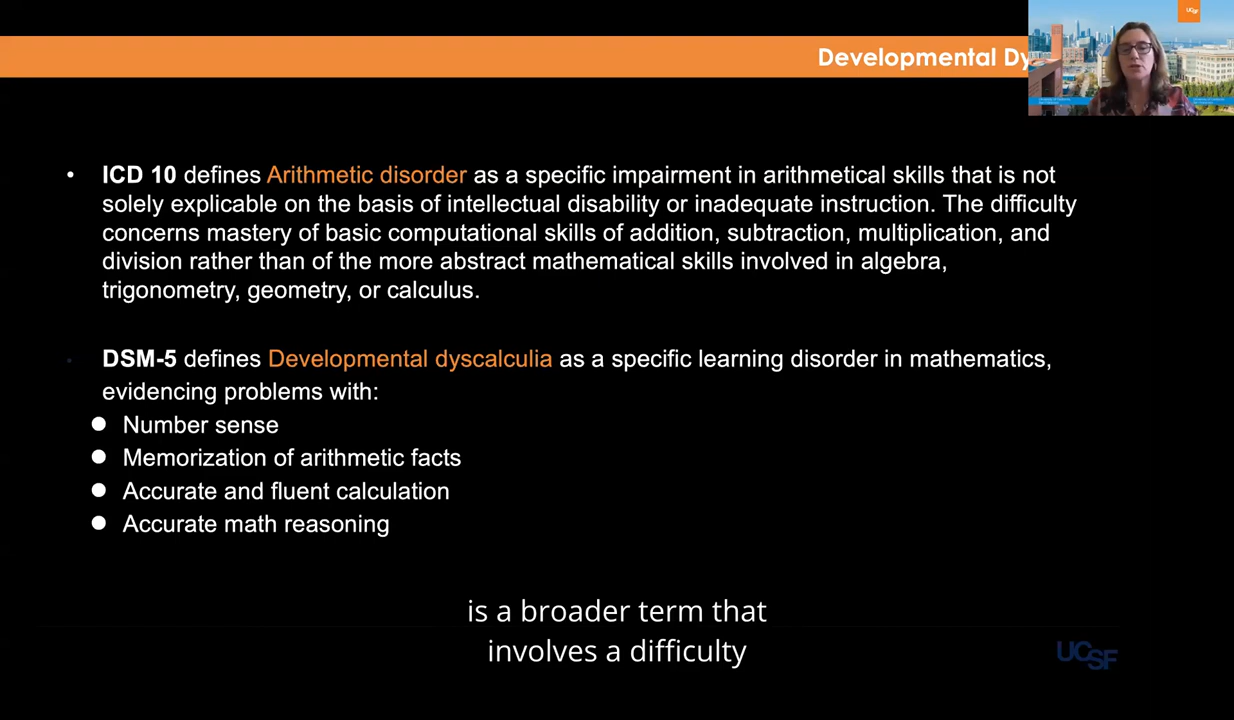 UCSF
Developmental
• ICD 10 defines Arithmetic disorder as a specific impairment in arithmetical skills that is not
solely explicable on the basis of intellectual disability or inadequate instruction. The difficulty
concerns mastery of basic computational skills of addition, subtraction, multiplication, and
division rather than of the more abstract mathematical skills involved in algebra,
trigonometry, geometry, or calculus.
DSM-5 defines Developmental dyscalculia as a specific learning disorder in mathematics,
evidencing problems with:
● Number sense
● Memorization of arithmetic facts
● Accurate and fluent calculation
● Accurate math reasoning
is a broader term that
involves a difficulty
UCSF